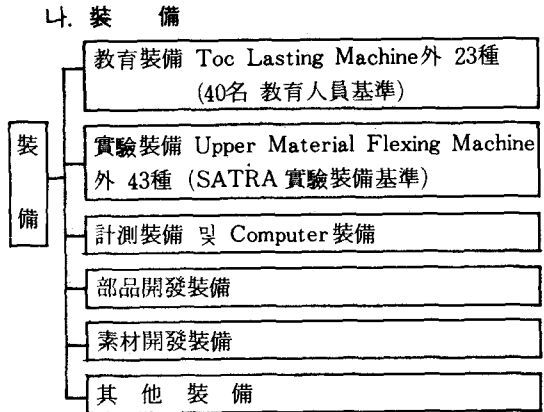 나. 裝 備
敎育裝備 Toc Lasting Machine外 23種
(40名 敎育人員基準)
裝
備
實驗裝備 Upper Material Flexing Machine
外 43種 (SATRA 實驗裝備基準)
計測裝備 및 Computer裝備
部品開發裝備
素材開發裝備
其 他 裝 備